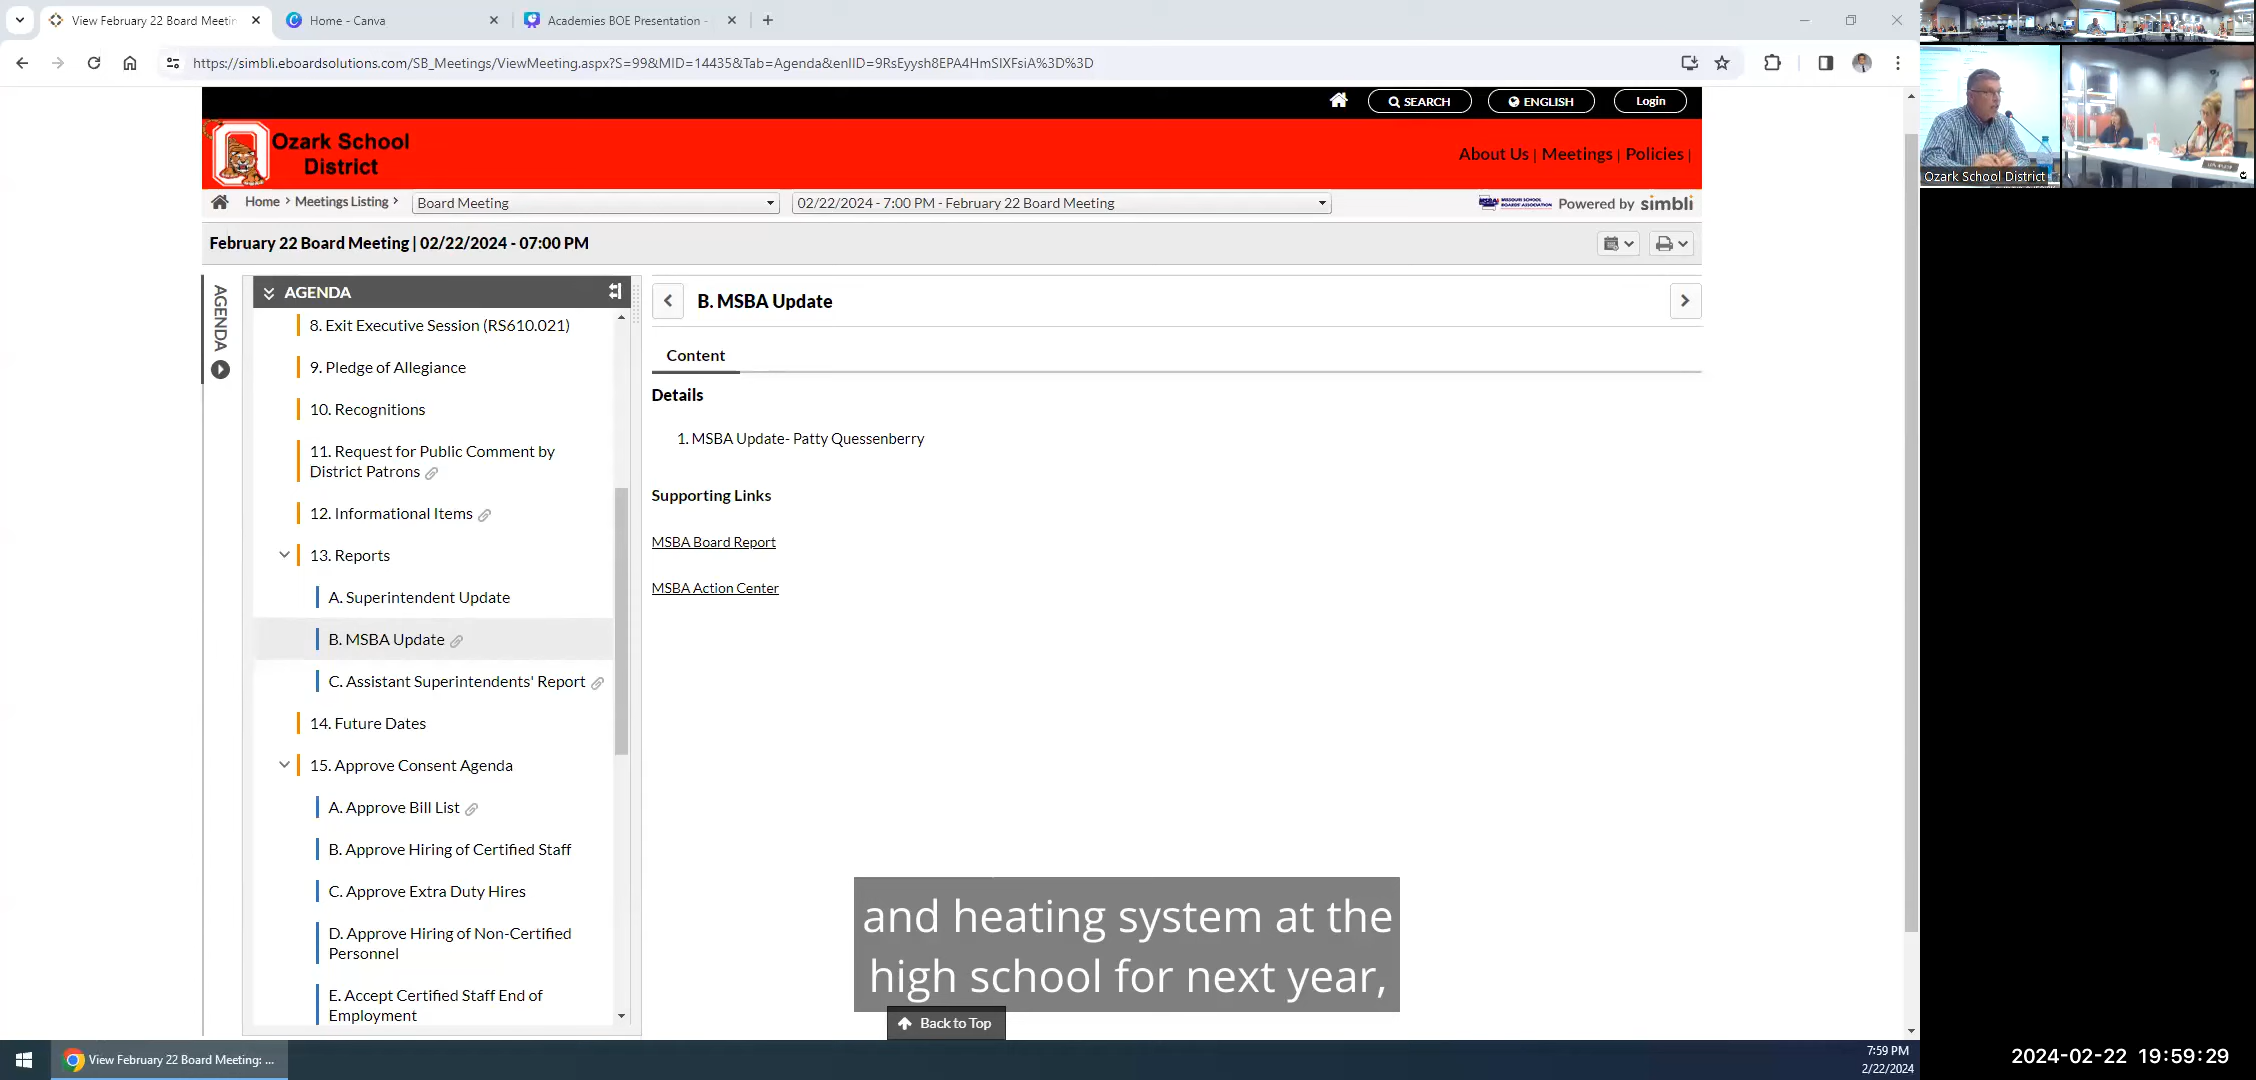 View February 22 Board Meetin
Home - Canva
Academies BOE Presentation -
https://simbli.eboardsolutions.com/SB_Meetings/ViewMeeting.aspx?S=99&MID=14435&Tab=Agenda&enIID=9RsEyysh8EPA4HmSIXFsiA%3D%3D
SEARCH
ENGLISH
Login
Ozark School
District
About Us | Meetings | Policies |
Home > Meetings Listing >
Board Meeting
02/22/2024 - 7:00 PM - February 22 Board Meeting
Powered by simbli
February 22 Board Meeting | 02/22/2024 - 07:00 PM
AGENDA
AGENDA
8. Exit Executive Session (RS610.021)
9. Pledge of Allegiance
10. Recognitions
11. Request for Public Comment by
District Patrons
12. Informational Items
13. Reports
A. Superintendent Update
B. MSBA Update
C. Assistant Superintendents' Report
14. Future Dates
15. Approve Consent Agenda
A. Approve Bill List
B. Approve Hiring of Certified Staff
C. Approve Extra Duty Hires
D. Approve Hiring of Non-Certified
Personnel
E. Accept Certified Staff End of
Employment
B. MSBA Update
Content
Details
1. MSBA Update- Patty Quessenberry
Supporting Links
MSBA Board Report
MSBA Action Center
and heating system at the
high school for next year,
Back to Top
Ozark School District
View February 22 Board Meeting: ...
7:59 PM
2/22/2024
2024-02-22 19:59:29